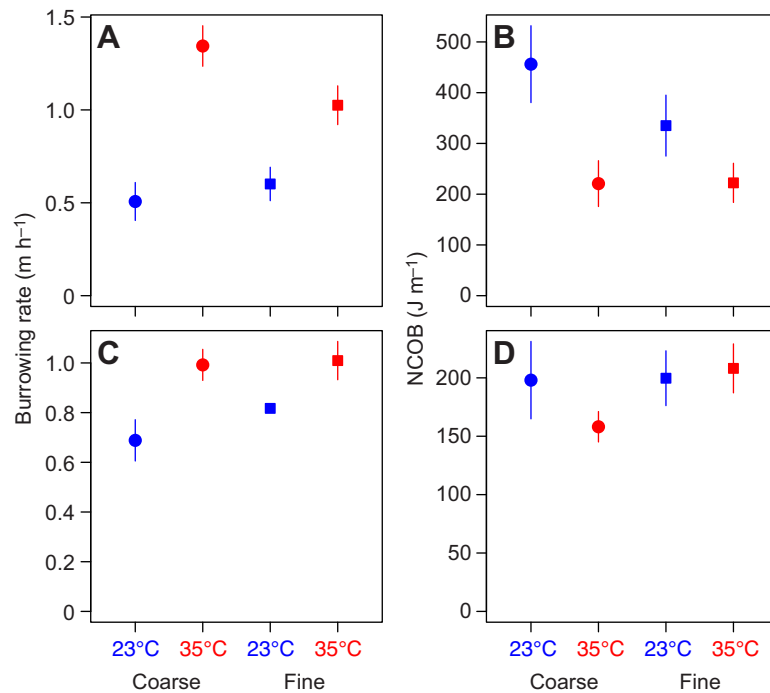 A
1.5
1.0
0.5
0
B
500
400
300
200
100
0
C
1.0
0.8
0.6
0.4
0.2
0
D
200
150
100
50
0
Burrowing rate (m h⁻¹)
NCOB (J m⁻¹)
23°C 35°C 23°C 35°C
Coarse Fine
23°C 35°C 23°C 35°C
Coarse Fine